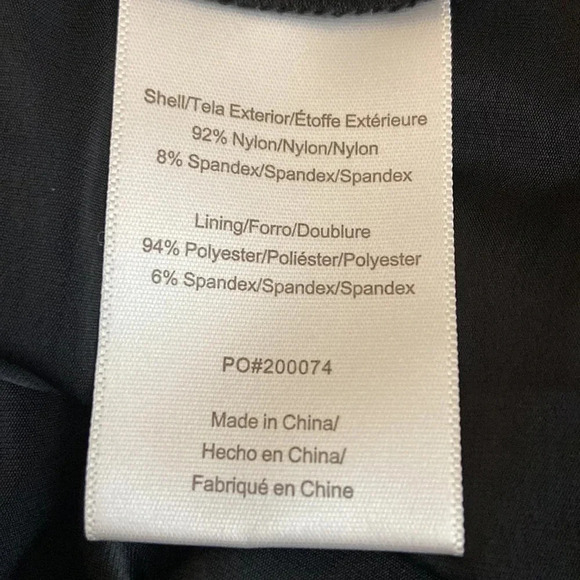 Shell/Tela Exterior/Étoffe Extérieure
92% Nylon/Nylon/Nylon
8% Spandex/Spandex/Spandex
Lining/Forro/Doublure
94% Polyester/Poliéster/Polyester
6% Spandex/Spandex/Spandex
PO#200074
Made in China/
Hecho en China/
Fabriqué en Chine